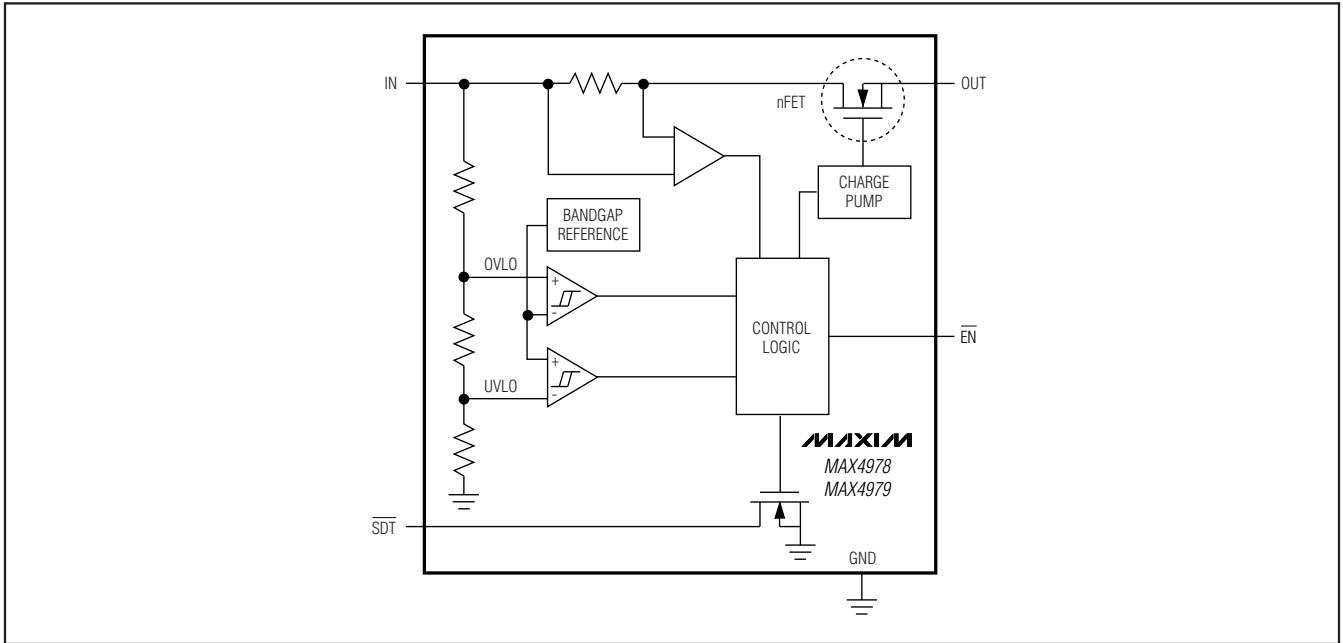 IN
OUT
nFET
CHARGE
PUMP
BANDGAP
REFERENCE
OVLO
+
-
CONTROL
LOGIC
EN
+
UVLO
-
MAXIM
MAX4978
MAX4979
SDT
GND